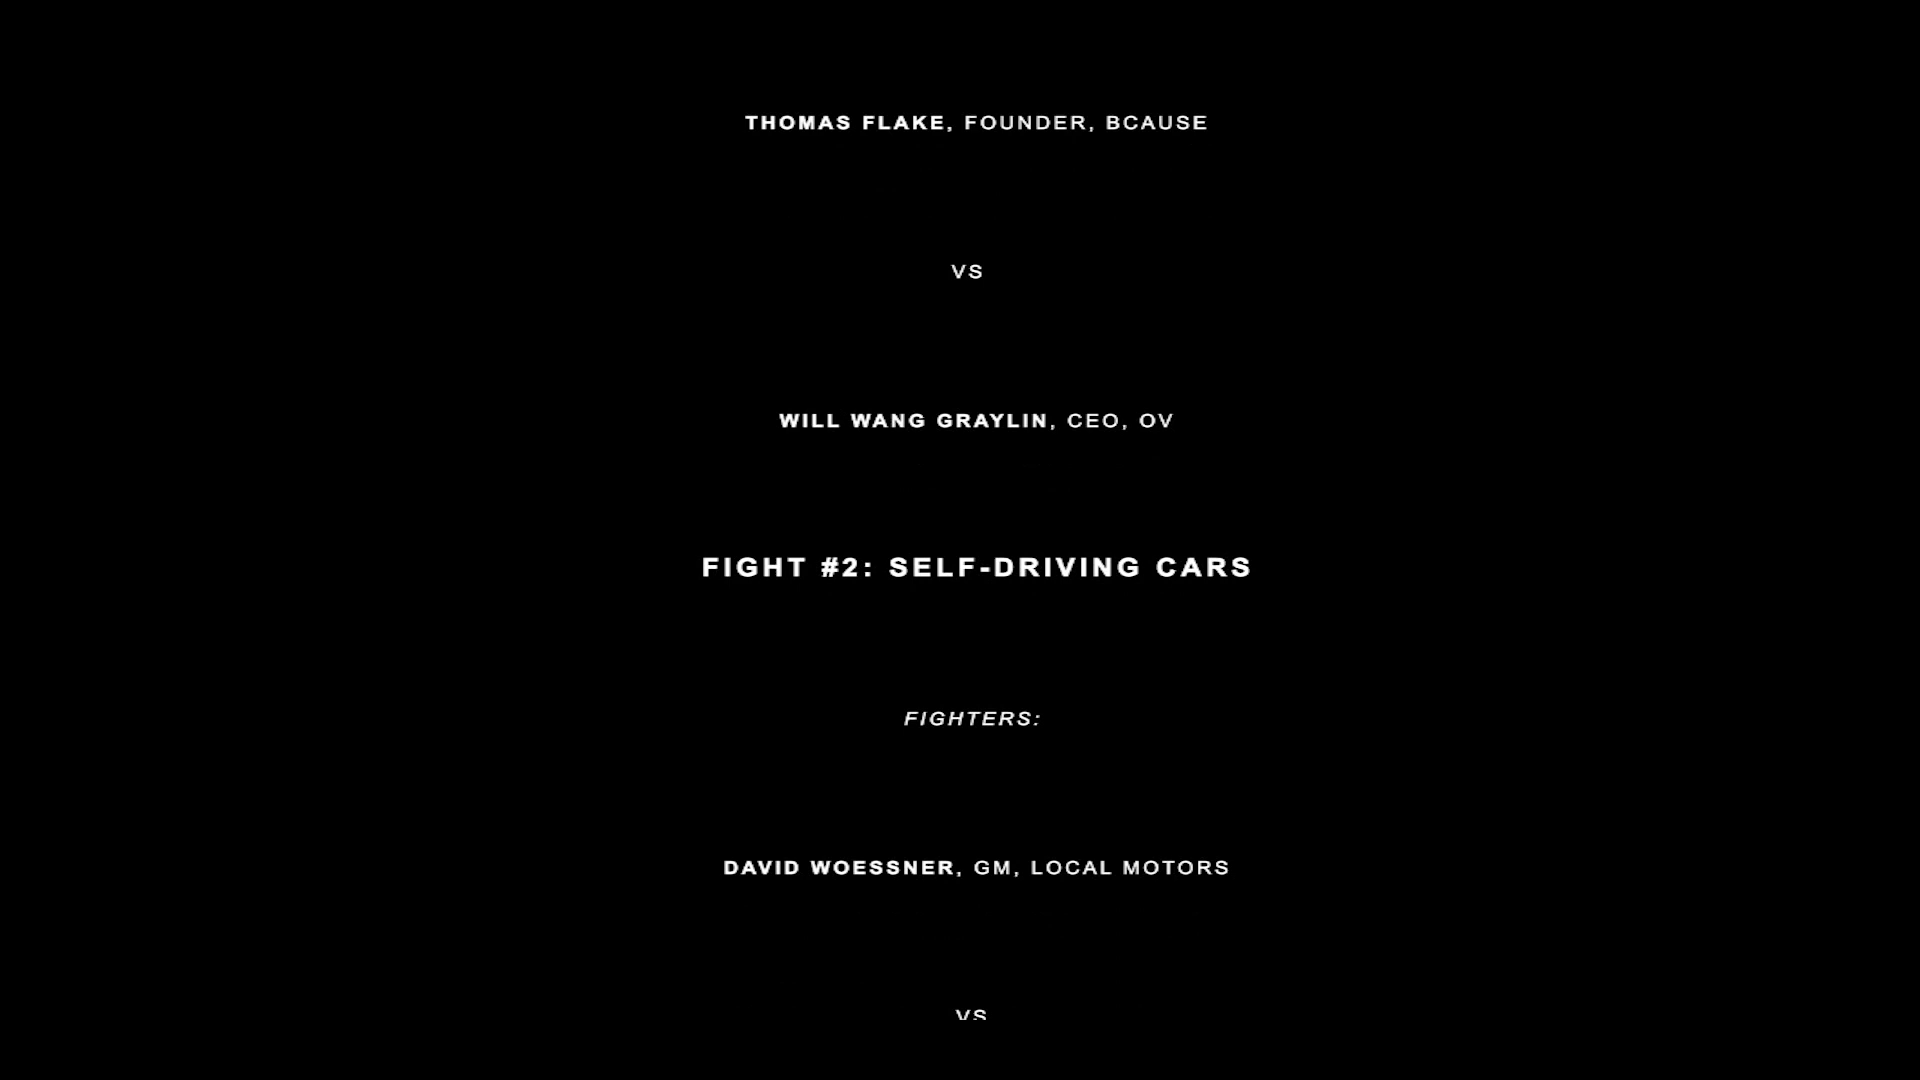 THOMAS FLAKE, FOUNDER, BCAUSE
VS
WILL WANG GRAYLIN, CEO, OV
FIGHT #2: SELF-DRIVING CARS
FIGHTERS:
DAVID WOESSNER, GM, LOCAL MOTORS
VS